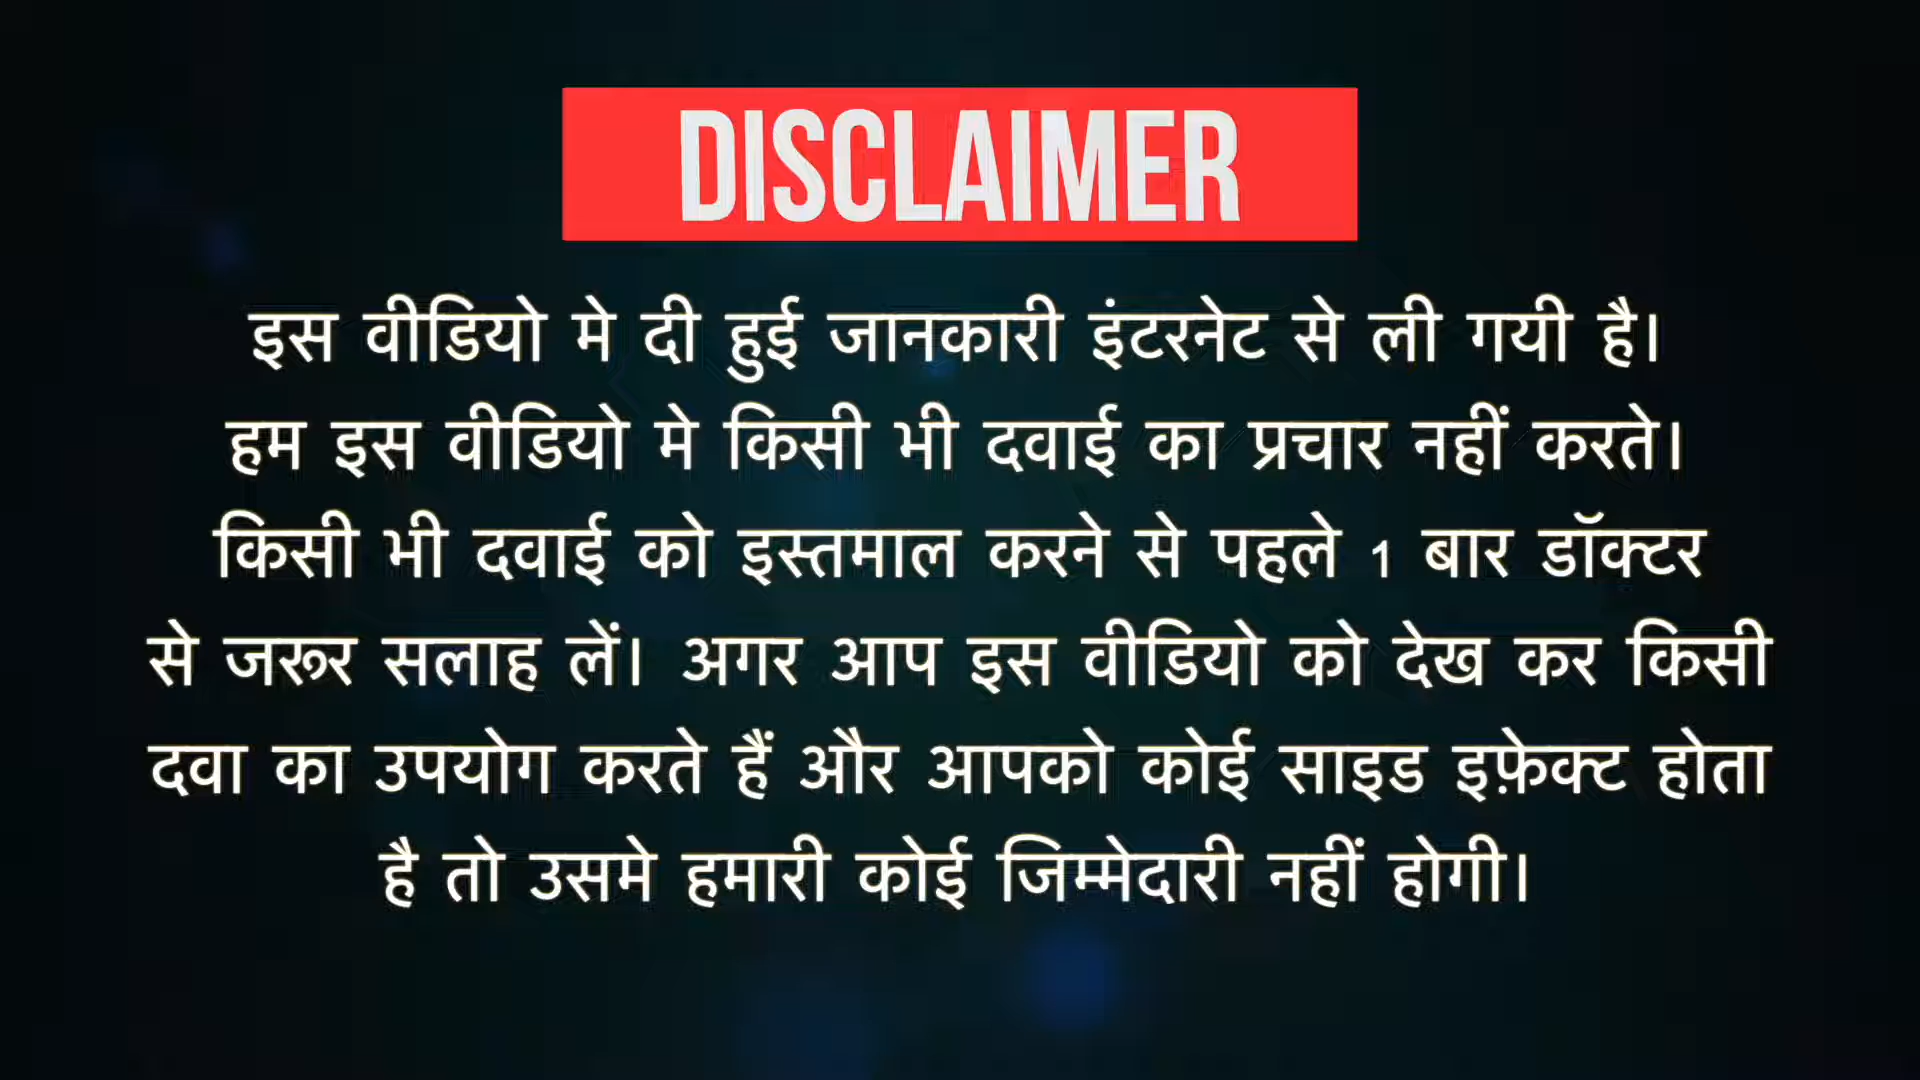 DISCLAIMER
इस वीडियो मे दी हुई जानकारी इंटरनेट से ली गयी है।
हम इस वीडियो मे किसी भी दवाई का प्रचार नहीं करते।
किसी भी दवाई को इस्तमाल करने से पहले 1 बार डॉक्टर
से जरूर सलाह लें। अगर आप इस वीडियो को देख कर किसी
दवा का उपयोग करते हैं और आपको कोई साइड इफ़ेक्ट होता
है तो उसमे हमारी कोई जिम्मेदारी नहीं होगी।